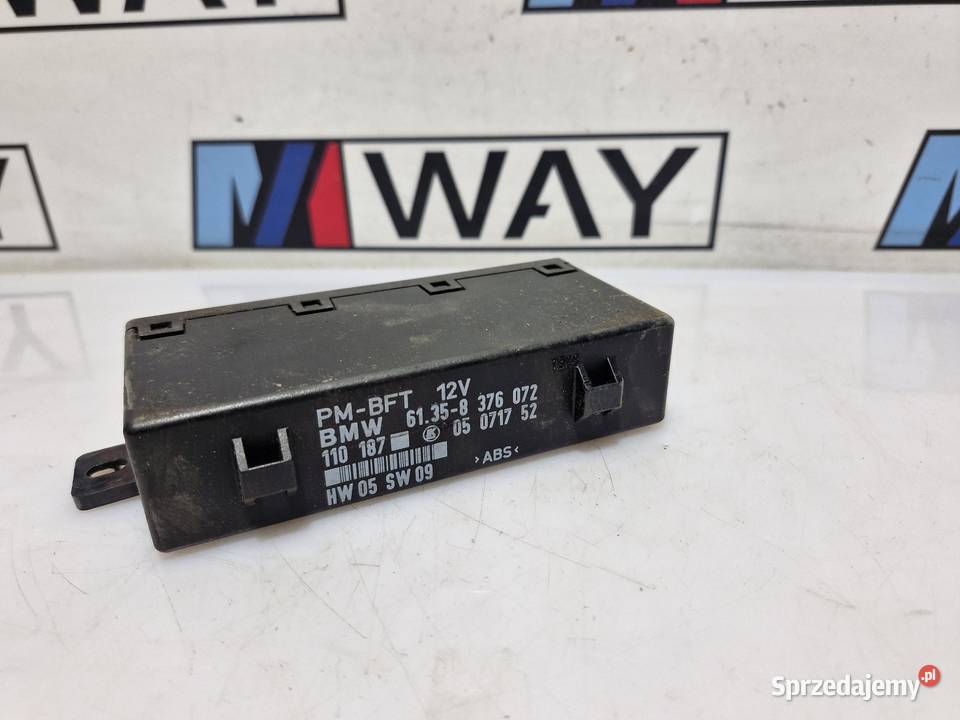 WAY
PM-BFT 12V
BMW 61.35-8 376 072
110 187 05 0717 52
HW 05 SW 09
>ABS<
Sprzedajemy.pl